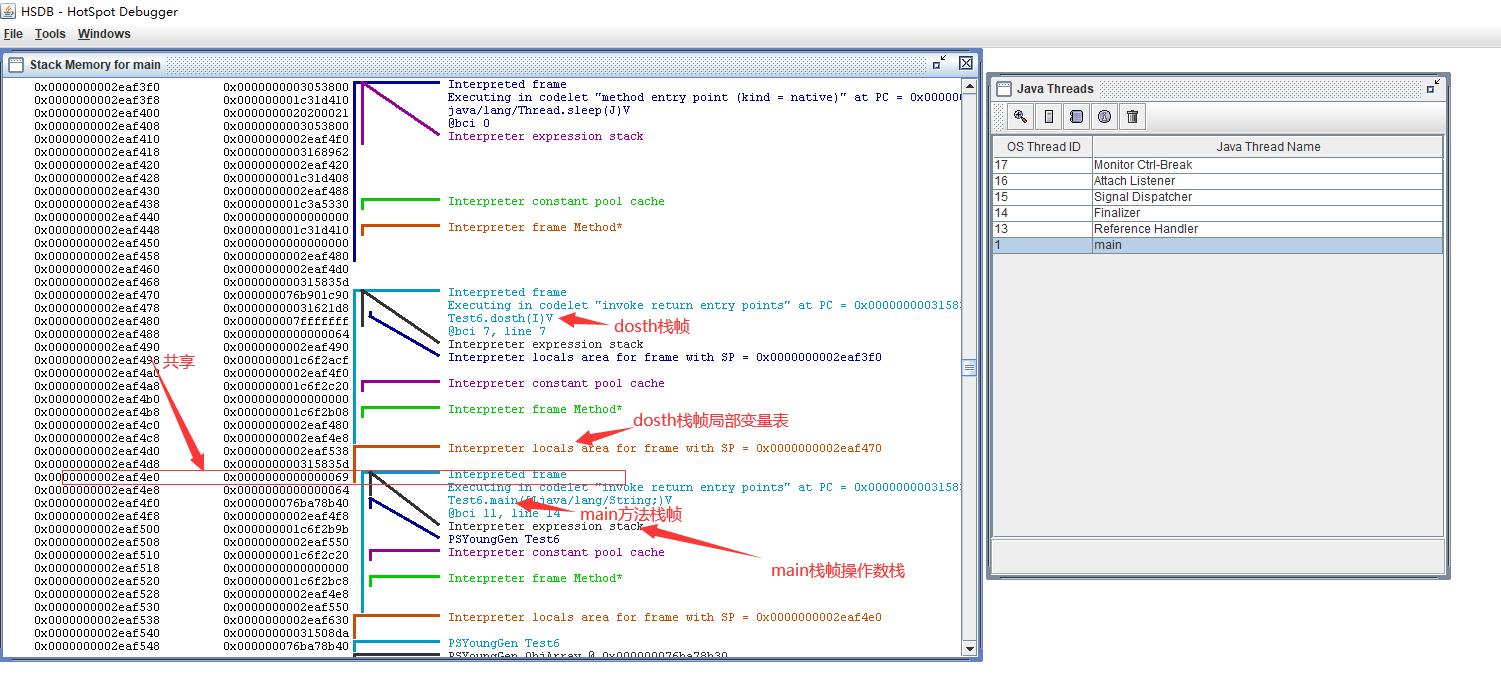 HSDB - HotSpot Debugger
File Tools Windows
Stack Memory for main
0x0000000002eaf3f0 0x0000000003053800 Interpreted frame
0x0000000002eaf3f8 0x000000001c31d410 Executing in codelet "method entry point (kind = native)" at PC = 0x00000
0x0000000002eaf400 0x0000000020200021 java/lang/Thread.sleep(J)V
0x0000000002eaf408 0x0000000003053800 @bci 0
0x0000000002eaf410 0x0000000002eaf4f0 Interpreter expression stack
0x0000000002eaf418 0x0000000003168962
0x0000000002eaf420 0x0000000002eaf420
0x0000000002eaf428 0x000000001c31d408
0x0000000002eaf430 0x0000000002eaf488
0x0000000002eaf438 0x000000001c3a5330 Interpreter constant pool cache
0x0000000002eaf440 0x0000000000000000
0x0000000002eaf448 0x000000001c31d410 Interpreter frame Method*
0x0000000002eaf450 0x0000000000000000
0x0000000002eaf458 0x0000000002eaf480
0x0000000002eaf460 0x0000000002eaf4d0
0x0000000002eaf468 0x000000000315835d
0x0000000002eaf470 0x000000076b901c90 Interpreted frame
0x0000000002eaf478 0x00000000031621d8 Executing in codelet "invoke return entry points" at PC = 0x000000000315835
0x0000000002eaf480 0x000000007fffffff Test6.dosth(I)V
dosth栈帧
0x0000000002eaf488 0x0000000000000064 @bci 7, line 7
0x0000000002eaf490 0x0000000002eaf490 Interpreter expression stack
0x0000000002eaf498 0x000000001c6f2acf Interpreter locals area for frame with SP = 0x0000000002eaf3f0
共享
0x0000000002eaf4a0 0x0000000002eaf4f0
0x0000000002eaf4a8 0x000000001c6f2c20 Interpreter constant pool cache
0x0000000002eaf4b0 0x0000000000000000
0x0000000002eaf4b8 0x000000001c6f2b08 Interpreter frame Method*
dosth栈帧局部变量表
0x0000000002eaf4c0 0x0000000002eaf480
0x0000000002eaf4c8 0x0000000002eaf4e8
0x0000000002eaf4d0 0x0000000002eaf538 Interpreter locals area for frame with SP = 0x0000000002eaf470
0x0000000002eaf4d8 0x000000000315835d
0x0000000002eaf4e0 0x0000000000000069 Interpreted frame
0x0000000002eaf4e8 0x0000000000000064 Executing in codelet "invoke return entry points" at PC = 0x000000000315835
0x0000000002eaf4f0 0x000000076ba78b40 Test6.main([Ljava/lang/String;)V
0x0000000002eaf4f8 0x0000000002eaf4f8 @bci 11, line 14
main方法栈帧
0x0000000002eaf500 0x000000001c6f2b9b Interpreter expression stack
0x0000000002eaf508 0x0000000002eaf550 PSYoungGen Test6
0x0000000002eaf510 0x000000001c6f2c20 Interpreter constant pool cache
main栈帧操作数栈
0x0000000002eaf518 0x0000000000000000
0x0000000002eaf520 0x000000001c6f2bc8 Interpreter frame Method*
0x0000000002eaf528 0x0000000002eaf4e8
0x0000000002eaf530 0x0000000002eaf550
0x0000000002eaf538 0x0000000002eaf630 Interpreter locals area for frame with SP = 0x0000000002eaf4e0
0x0000000002eaf540 0x00000000031508da
0x0000000002eaf548 0x000000076ba78b40 PSYoungGen Test6
PSYoungGen ObjArray @ 0x000000076ba78b30
Java Threads
OS Thread ID Java Thread Name
17 Monitor Ctrl-Break
16 Attach Listener
15 Signal Dispatcher
14 Finalizer
13 Reference Handler
1 main